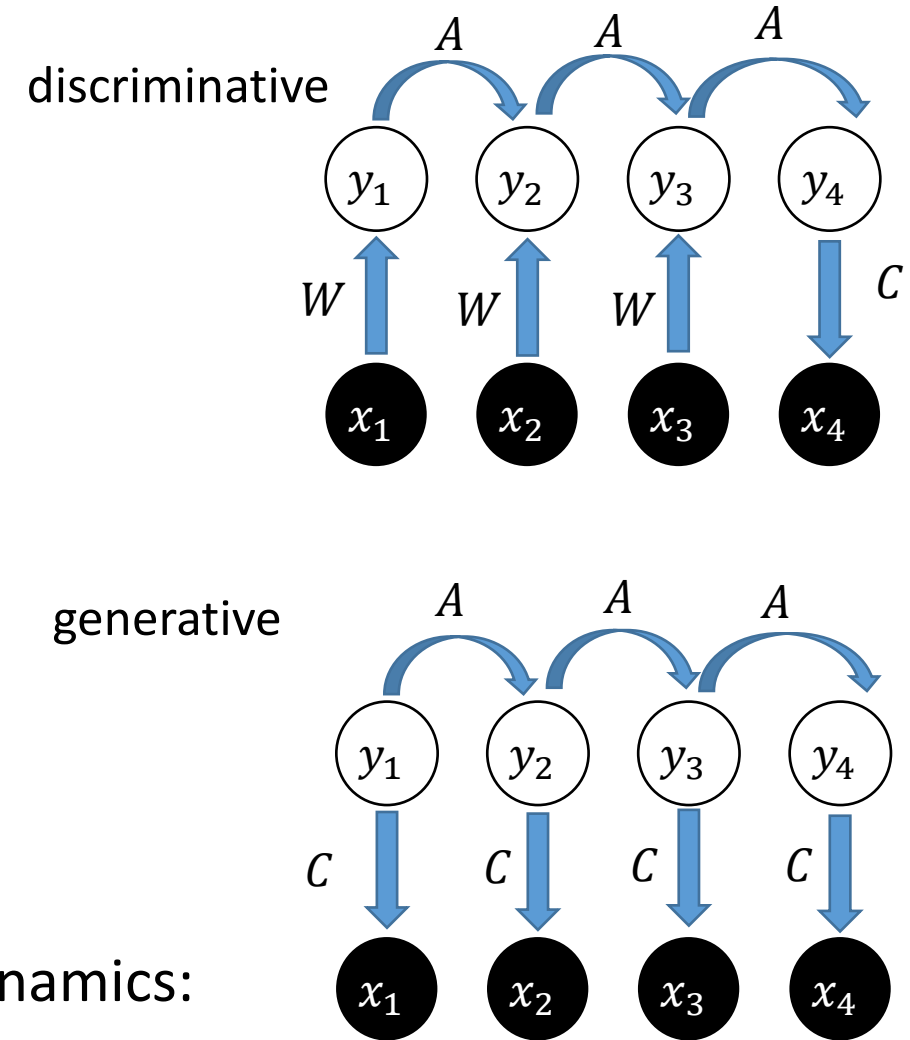 A A A
discriminative
y₁ y₂ y₃ y₄
W W W C
x₁ x₂ x₃ x₄
A A A
generative
y₁ y₂ y₃ y₄
C C C C
namics: x₁ x₂ x₃ x₄